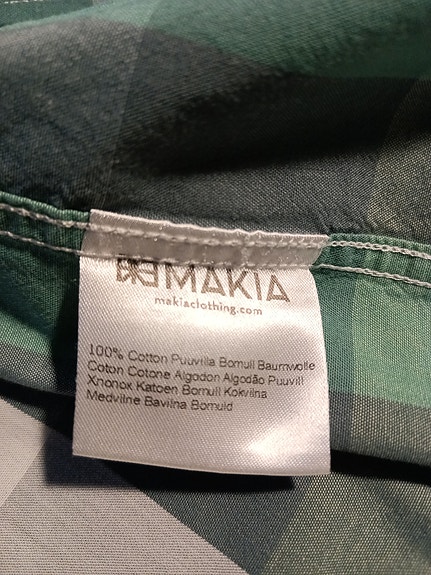 MAKIA
makiaclothing.com
100% Cotton Puuvilla Bomull Baumwolle
Coton Cotone Algodon Algodão Puuvill
Xnonox Katoen Bomull Kokvilna
Medvilne Bavlna Bomuld